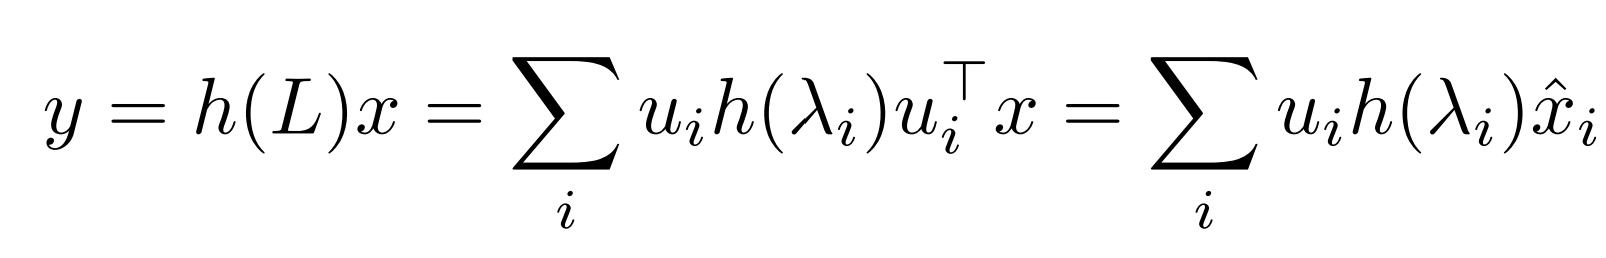 y = h(L)x = \sum_i u_i h(\lambda_i) u_i^\top x = \sum_i u_i h(\lambda_i) \hat{x}_i